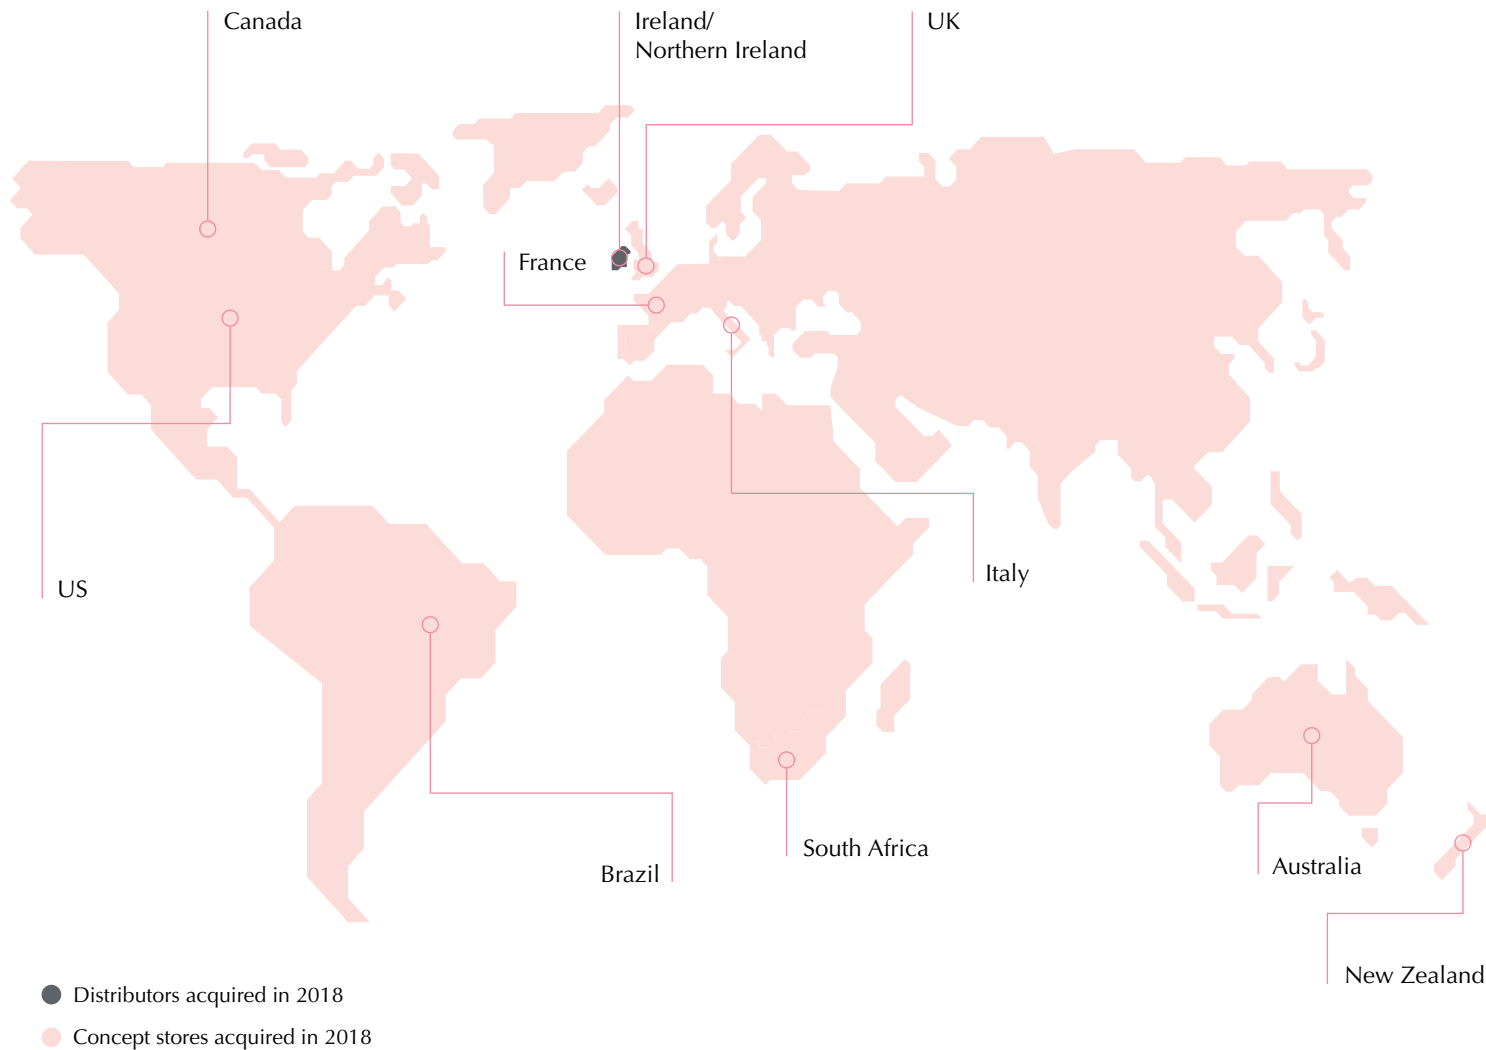 Canada
Ireland/
Northern Ireland
UK
France
US
Italy
Brazil
South Africa
Australia
New Zealand
Distributors acquired in 2018
Concept stores acquired in 2018